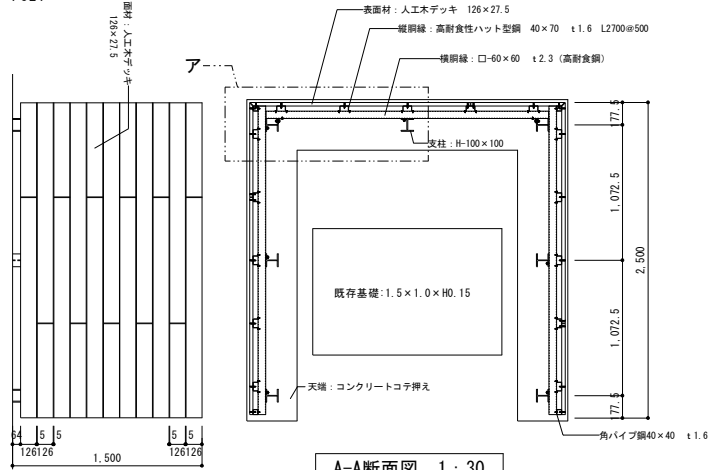 表面材：人工木デッキ 126×27.5
縦胴縁：高耐食性ハット型鋼 40×70 t1.6 L2700@500
横胴縁：口-60×60 t2.3（高耐食鋼）
面材：人工木デッキ
126×27.5
ア
支柱：H-100×100
177.5
1,072.5
2,500
既存基礎:1.5×1.0×H0.15
1,072.5
天端：コンクリートコテ押え
177.5
角パイプ鋼40×40 t1.6
64 5 5 5 5
126 126 126 126
1,500
A-A断面図 1：30